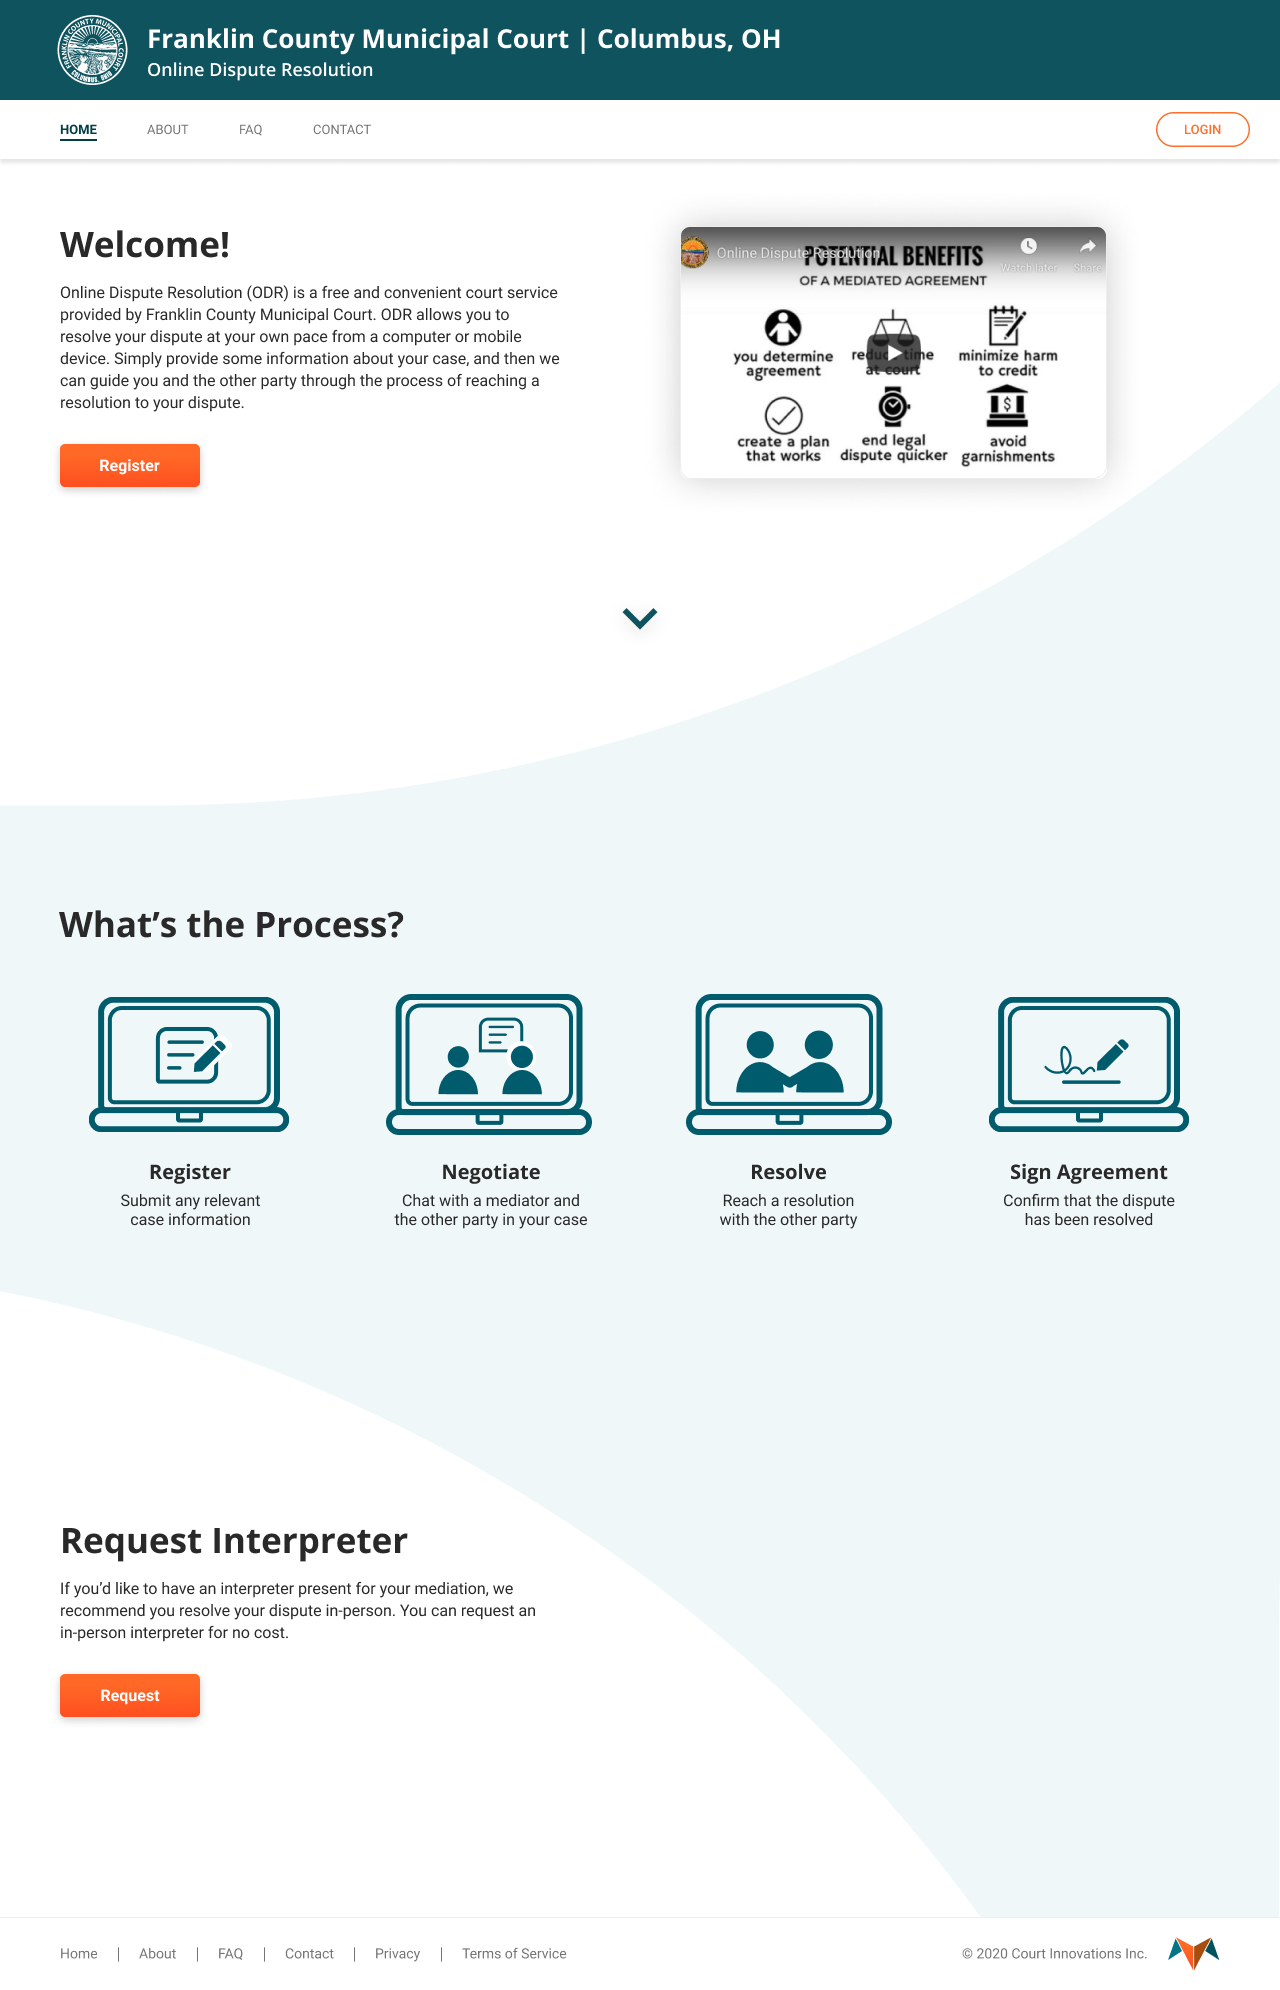 FRANKLIN COUNTY MUNICIPAL COURT
COLUMBUS, OHIO
Franklin County Municipal Court | Columbus, OH
Online Dispute Resolution
HOME
ABOUT
FAQ
CONTACT
LOGIN
Welcome!
Online Dispute Resolution (ODR) is a free and convenient court service
provided by Franklin County Municipal Court. ODR allows you to
resolve your dispute at your own pace from a computer or mobile
device. Simply provide some information about your case, and then we
can guide you and the other party through the process of reaching a
resolution to your dispute.
Register
Online Dispute Resolution
Watch later
Share
POTENTIAL BENEFITS
OF A MEDIATED AGREEMENT
you determine
agreement
reduce time
at court
minimize harm
to credit
create a plan
that works
end legal
dispute quicker
avoid
garnishments
What’s the Process?
Register
Submit any relevant
case information
Negotiate
Chat with a mediator and
the other party in your case
Resolve
Reach a resolution
with the other party
Sign Agreement
Confirm that the dispute
has been resolved
Request Interpreter
If you’d like to have an interpreter present for your mediation, we
recommend you resolve your dispute in-person. You can request an
in-person interpreter for no cost.
Request
Home | About | FAQ | Contact | Privacy | Terms of Service
© 2020 Court Innovations Inc.